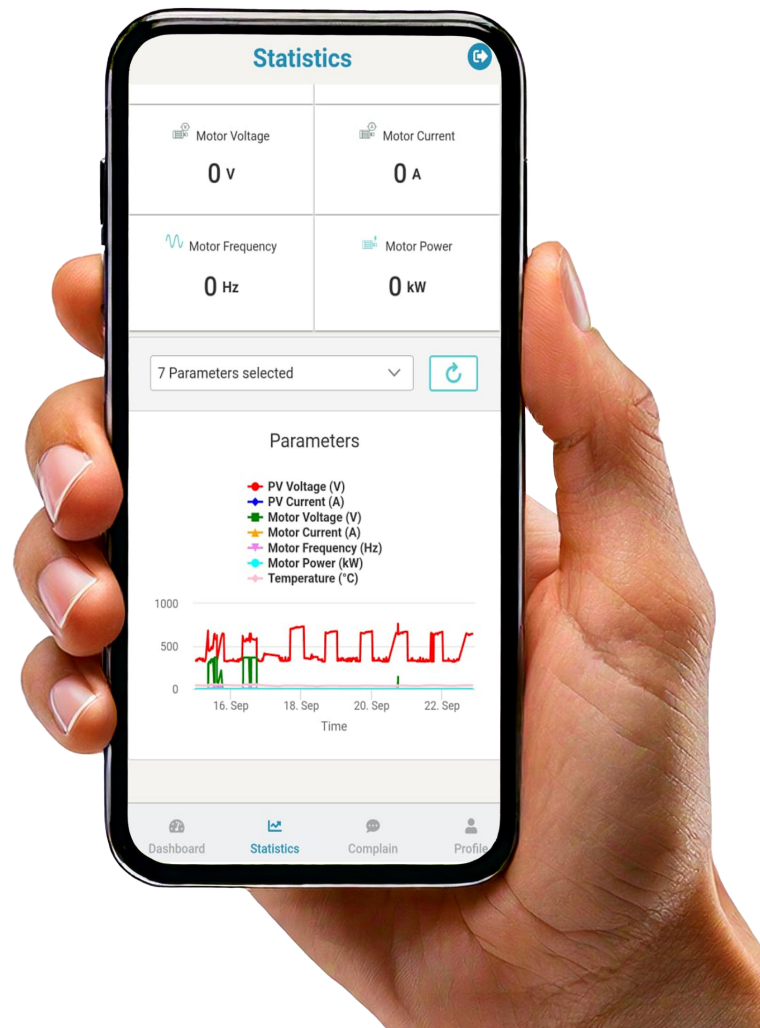 Statistics
Motor Voltage
0 V
Motor Current
0 A
Motor Frequency
0 Hz
Motor Power
0 kW
7 Parameters selected
Parameters
PV Voltage (V)
PV Current (A)
Motor Voltage (V)
Motor Current (A)
Motor Frequency (Hz)
Motor Power (kW)
Temperature (°C)
1000
500
0
16. Sep 18. Sep 20. Sep 22. Sep
Time
Dashboard Statistics Complain Profile